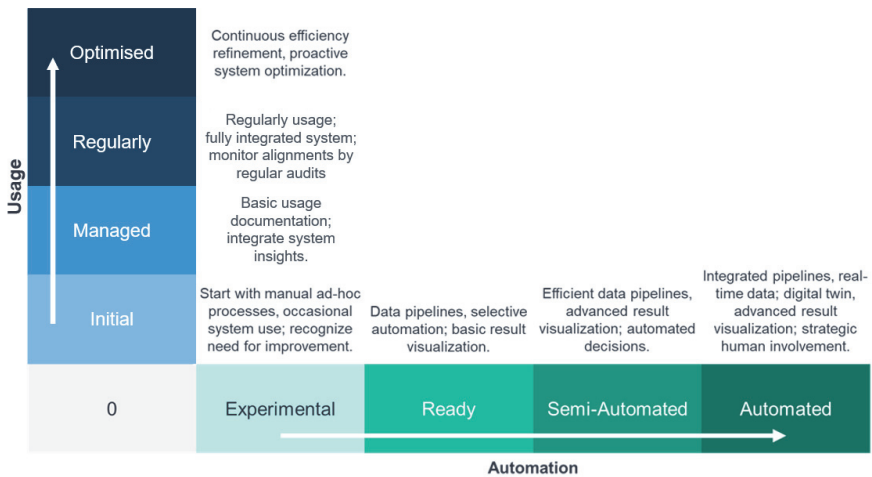 Optimised
Continuous efficiency
refinement, proactive
system optimization.
Regularly
Regularly usage;
fully integrated system;
monitor alignments by
regular audits
Usage
Managed
Basic usage
documentation;
integrate system
insights.
Initial
Start with manual ad-hoc
processes, occasional
system use; recognize
need for improvement.
Data pipelines, selective
automation; basic result
visualization.
Efficient data pipelines,
advanced result
visualization; automated
decisions.
Integrated pipelines, real-
time data; digital twin,
advanced result
visualization; strategic
human involvement.
0
Experimental
Ready
Semi-Automated
Automated
Automation